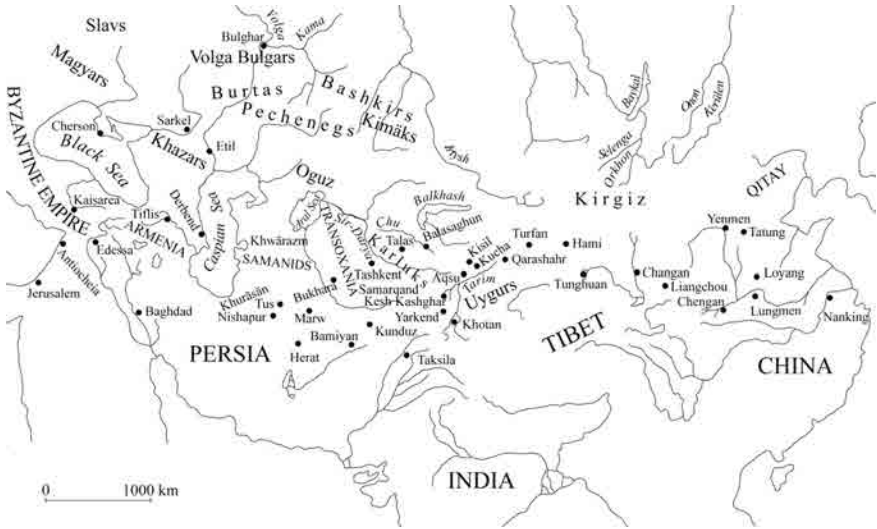 Slavs
Volga
Kama
Bulghar
Volga Bulgars
Magyars
Burtas
Bashkirs
Pechenegs
Kimäks
Baykal
Onon
Kerülen
BYZANTINE EMPIRE
Cherson
Sarkel
Khazars
Etil
Black Sea
Irtysh
Selenga
Orkhon
Oguz
Kirgiz
QITAY
Kaisarea
Tiflis
Derbend
Caspian Sea
Aral Sea
Sir-Darya
Chu
Balkhash
Balasaghun
ARMENIA
Edessa
Khwārazm
TRANSOXANIA
Talas
Karluks
Kisil
Kucha
Turfan
Hami
Yenmen
Tatung
Antiocheia
SAMANIDS
Tashkent
Aqsu
Qarashahr
Tarim
Tunghuan
Changan
Liangchou
Loyang
Jerusalem
Baghdad
Khurāsān
Bukhara
Samarqand
Kesh
Kashghar
Uygurs
Chengan
Lungmen
Nanking
Tus
Nishapur
Marw
Yarkend
Khotan
Kunduz
Bamiyan
Herat
Taksila
PERSIA
TIBET
CHINA
INDIA
0 1000 km